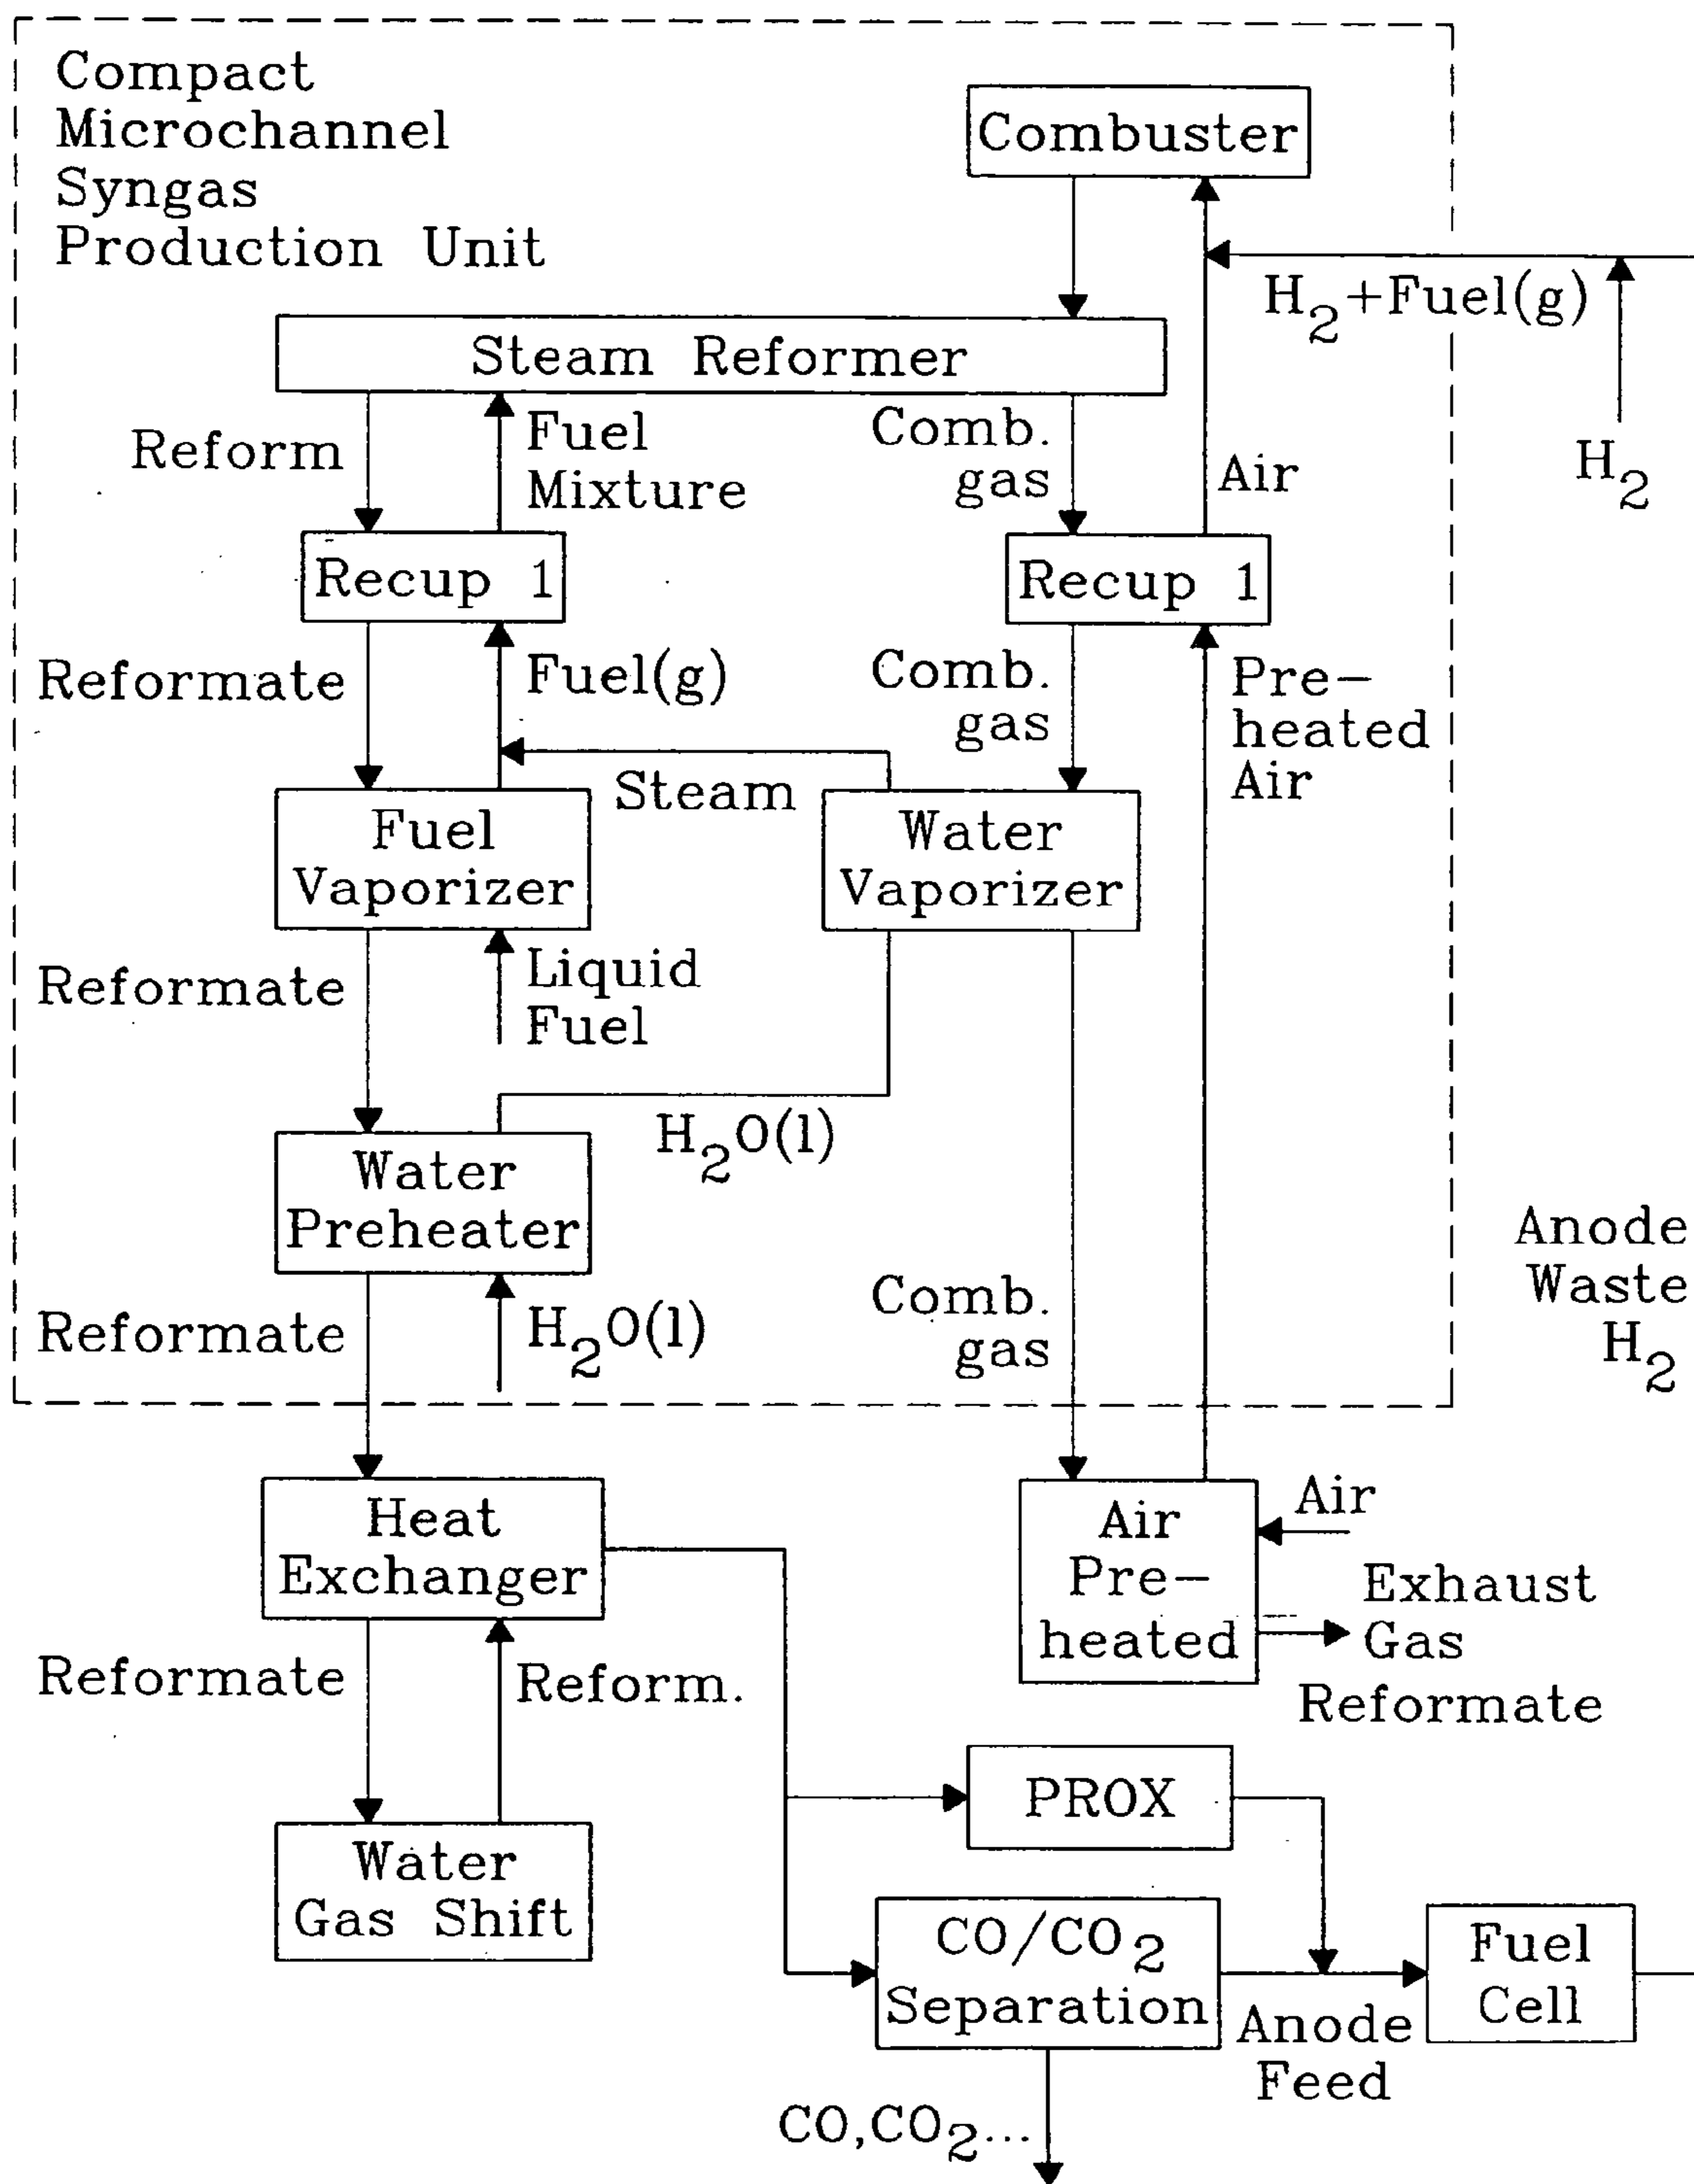 Compact
Microchannel
Syngas
Production Unit
Combuster
H2+Fuel(g)
H2
Steam Reformer
Reform
Fuel
Mixture
Comb.
gas
Air
Recup 1
Recup 1
Reformate
Fuel(g)
Comb.
gas
Pre-
heated
Air
Steam
Fuel
Vaporizer
Water
Vaporizer
Reformate
Liquid
Fuel
H2O(l)
Water
Preheater
Anode
Waste
H2
Reformate
H2O(l)
Comb.
gas
Heat
Exchanger
Air
Pre-
heated
Air
Exhaust
Gas
Reformate
Reform.
Reformate
PROX
Water
Gas Shift
CO/CO2
Separation
Anode
Feed
Fuel
Cell
CO,CO2...